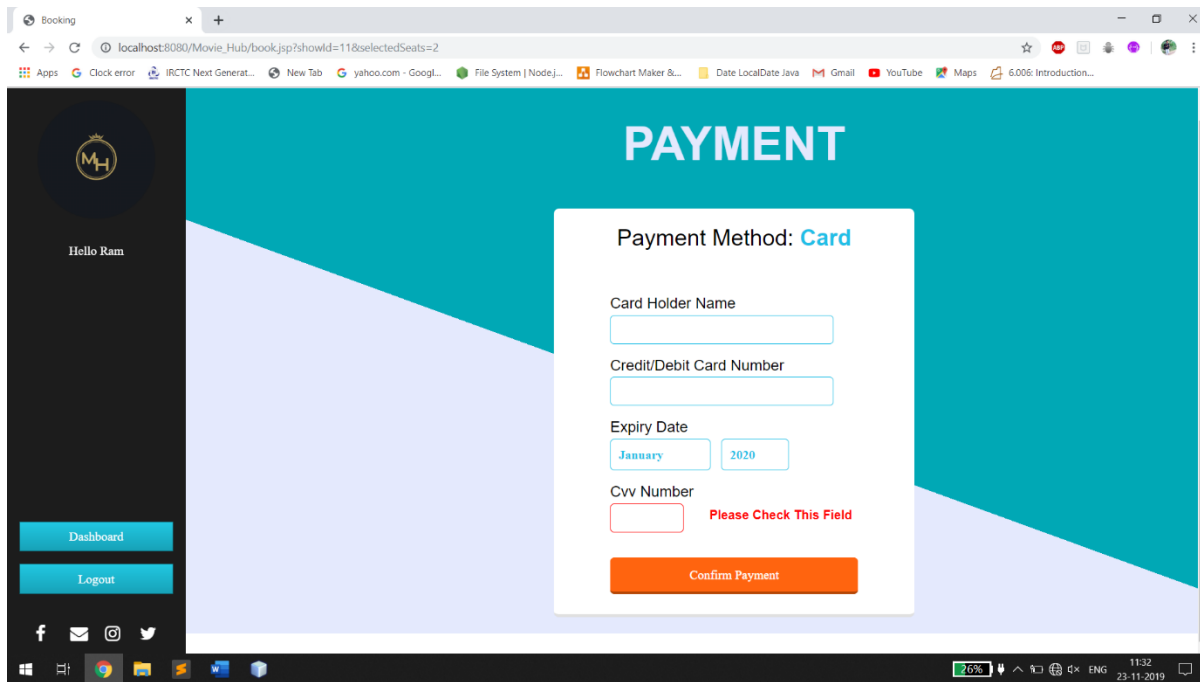 Booking
localhost:8080/Movie_Hub/book.jsp?showId=11&selectedSeats=2
ABP
Apps Clock error IRCTC Next Generat... New Tab yahoo.com - Googl... File System | Node.j... Flowchart Maker &... Date LocalDate Java Gmail YouTube Maps 6.006: Introduction...
MH
Hello Ram
Dashboard
Logout
PAYMENT
Payment Method: Card
Card Holder Name
Credit/Debit Card Number
Expiry Date
January 2020
Cvv Number
Please Check This Field
Confirm Payment
26% ENG 11:32
23-11-2019